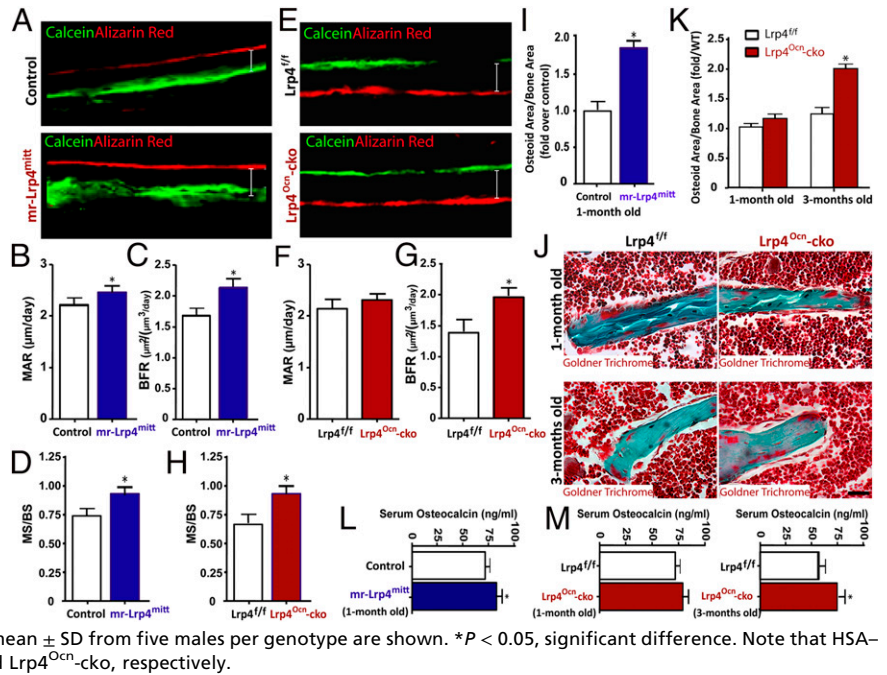 A
CalceinAlizarin Red
Control
CalceinAlizarin Red
mr-Lrp4mitt
E
CalceinAlizarin Red
Lrp4f/f
CalceinAlizarin Red
Lrp4Ocn-cko
I
Osteoid Area/Bone Area
(fold over control)
2.0
1.5
1.0
0.5
0
*
Control mr-Lrp4mitt
1-month old
K
Osteoid Area/Bone Area (fold/WT)
2.5
2.0
1.5
1.0
0.5
0
Lrp4f/f
Lrp4Ocn-cko
*
1-month old 3-months old
B
MAR (µm/day)
3
2
1
0
*
Control mr-Lrp4mitt
C
BFR (µm2/(µm3/day)
2.5
2.0
1.5
1.0
0.5
0
*
Control mr-Lrp4mitt
F
MAR (µm/day)
3
2
1
0
Lrp4f/f Lrp4Ocn-cko
G
BFR (µm2/(µm3/day)
2.5
2.0
1.5
1.0
0.5
0
*
Lrp4f/f Lrp4Ocn-cko
J
Lrp4f/f Lrp4Ocn-cko
1-month old
Goldner Trichrome Goldner Trichrome
3-months old
Goldner Trichrome Goldner Trichrome
D
MS/BS
1.25
1.00
0.75
0.50
0.25
0
*
Control mr-Lrp4mitt
H
MS/BS
1.25
1.00
0.75
0.50
0.25
0
*
Lrp4f/f Lrp4Ocn-cko
L
Serum Osteocalcin (ng/ml)
0 25 50 75 100
Control
mr-Lrp4mitt
(1-month old)
*
M
Serum Osteocalcin (ng/ml)
0 25 50 75 100
Lrp4f/f
Lrp4Ocn-cko
(1-month old)
Serum Osteocalcin (ng/ml)
0 25 50 75 100
Lrp4f/f
Lrp4Ocn-cko
(3-months old)
*
mean ± SD from five males per genotype are shown. *P < 0.05, significant difference. Note that HSA–
Lrp4Ocn-cko, respectively.